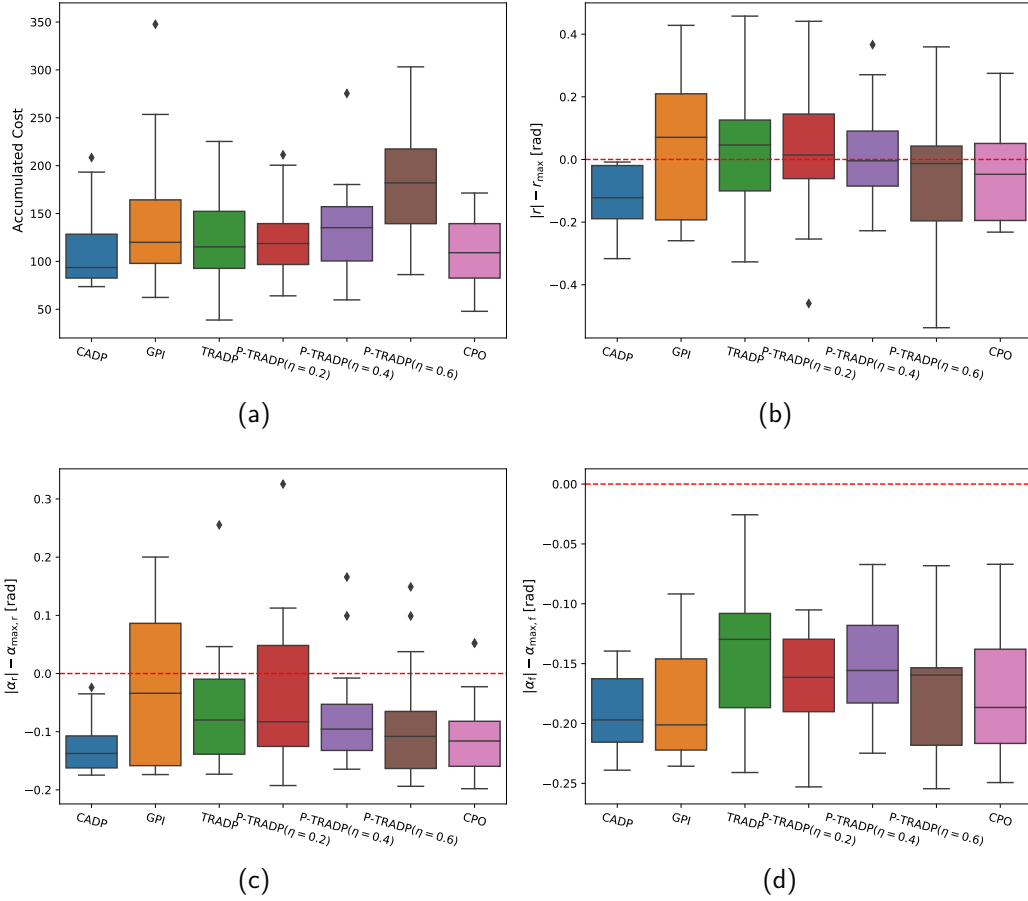 350
300
250
200
150
100
50
Accumulated Cost
CADP
GPI
TRADP
P-TRADP(η = 0.2)
P-TRADP(η = 0.4)
P-TRADP(η = 0.6)
CPO
(a)
0.4
0.2
0.0
−0.2
−0.4
|r| − r_max [rad]
CADP
GPI
TRADP
P-TRADP(η = 0.2)
P-TRADP(η = 0.4)
P-TRADP(η = 0.6)
CPO
(b)
0.3
0.2
0.1
0.0
−0.1
−0.2
|α_r| − α_max, r [rad]
CADP
GPI
TRADP
P-TRADP(η = 0.2)
P-TRADP(η = 0.4)
P-TRADP(η = 0.6)
CPO
(c)
0.00
−0.05
−0.10
−0.15
−0.20
−0.25
|α_f| − α_max, f [rad]
CADP
GPI
TRADP
P-TRADP(η = 0.2)
P-TRADP(η = 0.4)
P-TRADP(η = 0.6)
CPO
(d)